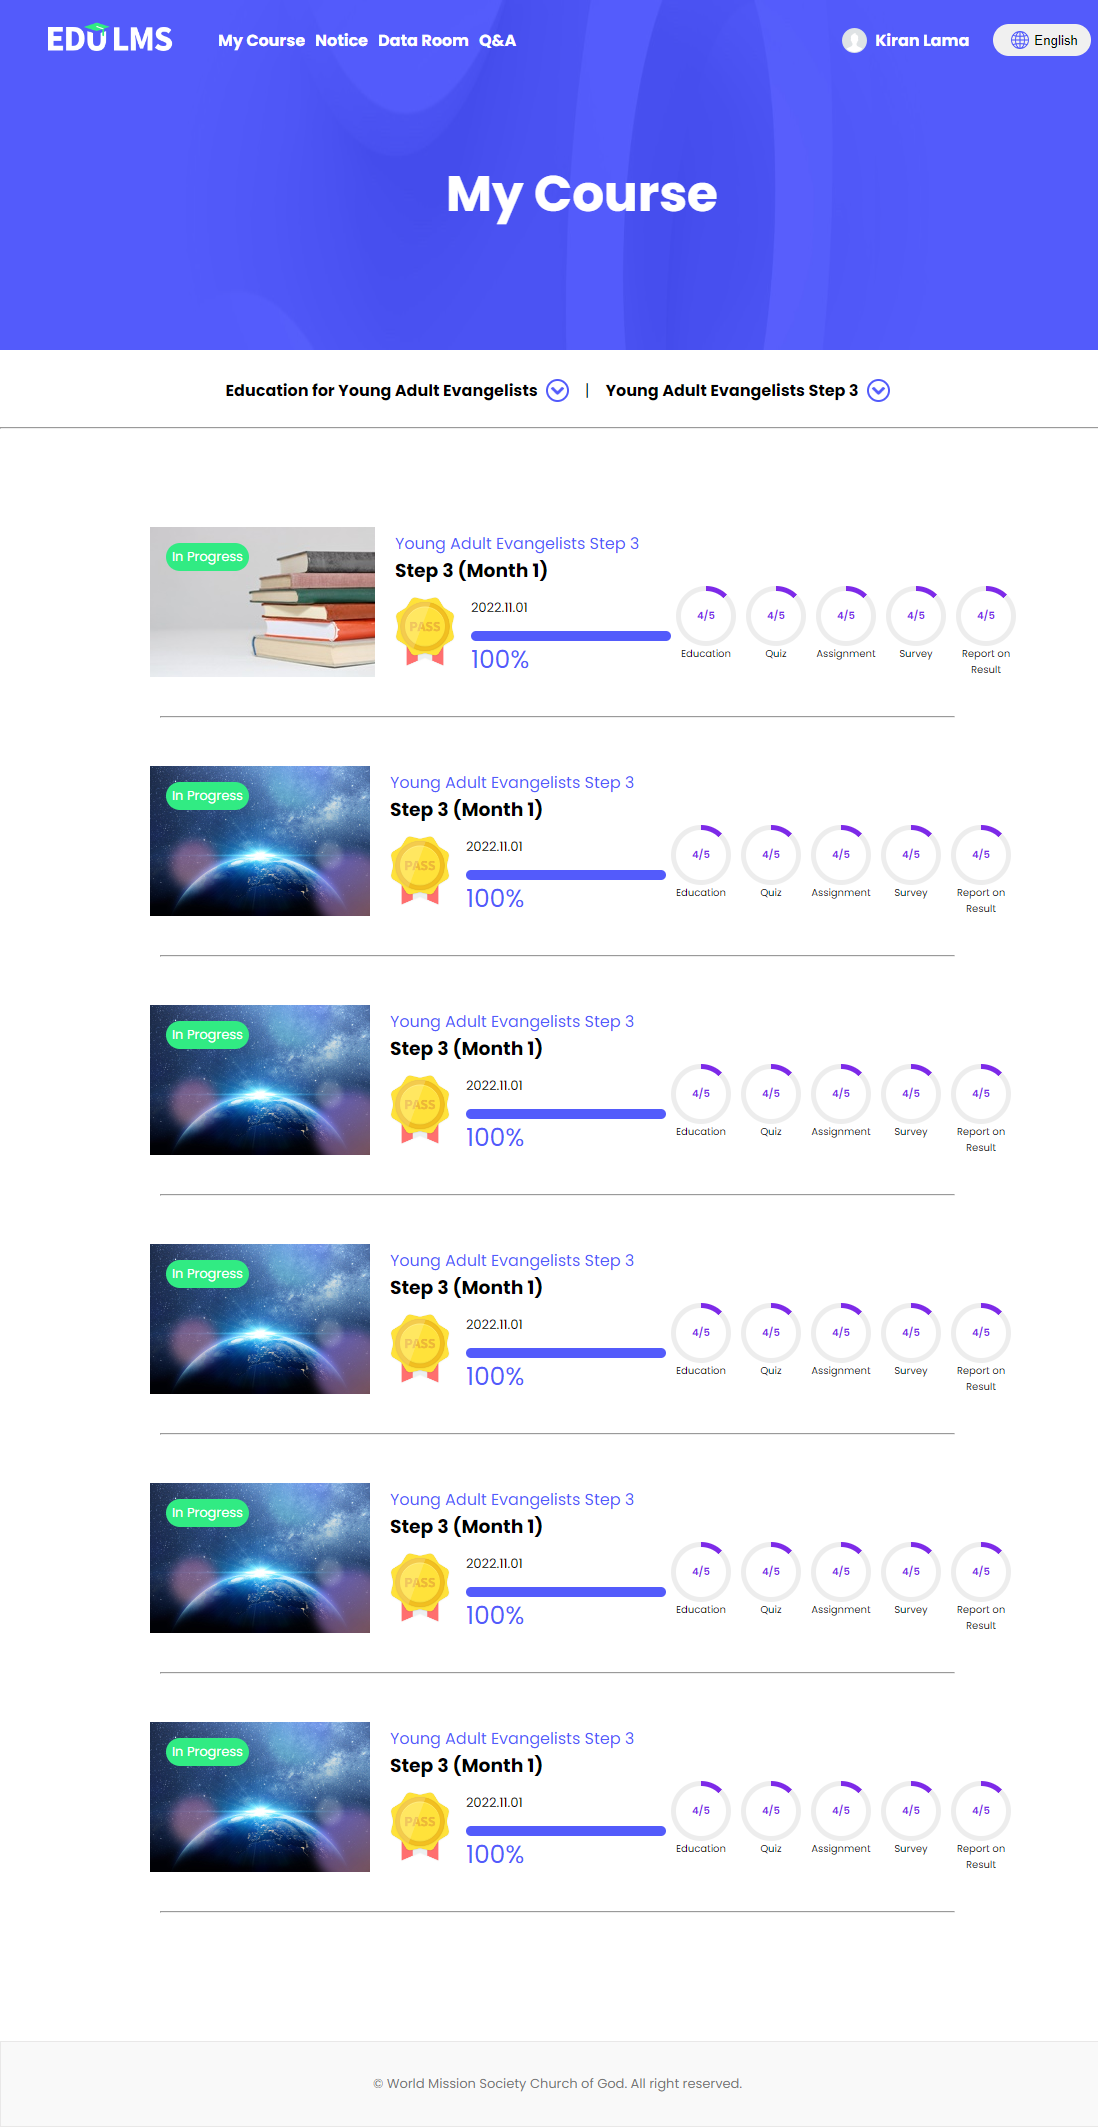 EDU LMS My Course Notice Data Room Q&A Kiran Lama English
My Course
Education for Young Adult Evangelists | Young Adult Evangelists Step 3
In Progress
Young Adult Evangelists Step 3
Step 3 (Month 1)
PASS
2022.11.01
100%
4/5 4/5 4/5 4/5 4/5
Education Quiz Assignment Survey Report on
Result
In Progress
Young Adult Evangelists Step 3
Step 3 (Month 1)
PASS
2022.11.01
100%
4/5 4/5 4/5 4/5 4/5
Education Quiz Assignment Survey Report on
Result
In Progress
Young Adult Evangelists Step 3
Step 3 (Month 1)
PASS
2022.11.01
100%
4/5 4/5 4/5 4/5 4/5
Education Quiz Assignment Survey Report on
Result
In Progress
Young Adult Evangelists Step 3
Step 3 (Month 1)
PASS
2022.11.01
100%
4/5 4/5 4/5 4/5 4/5
Education Quiz Assignment Survey Report on
Result
In Progress
Young Adult Evangelists Step 3
Step 3 (Month 1)
PASS
2022.11.01
100%
4/5 4/5 4/5 4/5 4/5
Education Quiz Assignment Survey Report on
Result
In Progress
Young Adult Evangelists Step 3
Step 3 (Month 1)
PASS
2022.11.01
100%
4/5 4/5 4/5 4/5 4/5
Education Quiz Assignment Survey Report on
Result
© World Mission Society Church of God. All right reserved.